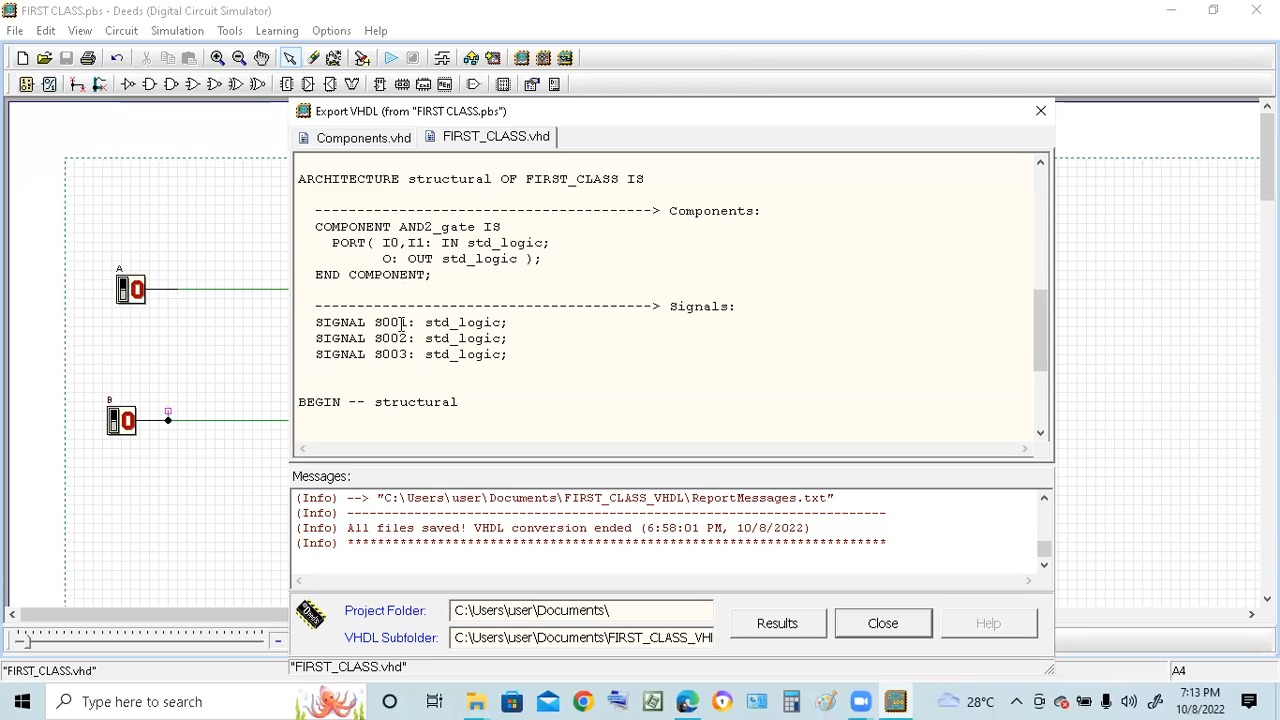 FIRST CLASS.pbs - Deeds (Digital Circuit Simulator)
File Edit View Circuit Simulation Tools Learning Options Help
Export VHDL (from "FIRST CLASS.pbs")
Components.vhd FIRST_CLASS.vhd
ARCHITECTURE structural OF FIRST_CLASS IS
----------------------------------------> Components:
COMPONENT AND2_gate IS
PORT( I0,I1: IN std_logic;
O: OUT std_logic );
END COMPONENT;
----------------------------------------> Signals:
SIGNAL S001: std_logic;
SIGNAL S002: std_logic;
SIGNAL S003: std_logic;
BEGIN -- structural
A
0
B
0
Messages:
(Info) --> "C:\Users\user\Documents\FIRST_CLASS_VHDL\ReportMessages.txt"
(Info) ----------------------------------------------------------------
(Info) All files saved! VHDL conversion ended (6:58:01 PM, 10/8/2022)
(Info) ****************************************************************
Project Folder: C:\Users\user\Documents\
VHDL Subfolder: C:\Users\user\Documents\FIRST_CLASS_VHI
Results Close Help
"FIRST_CLASS.vhd"
"FIRST_CLASS.vhd" A4
Type here to search
28°C
7:13 PM
10/8/2022